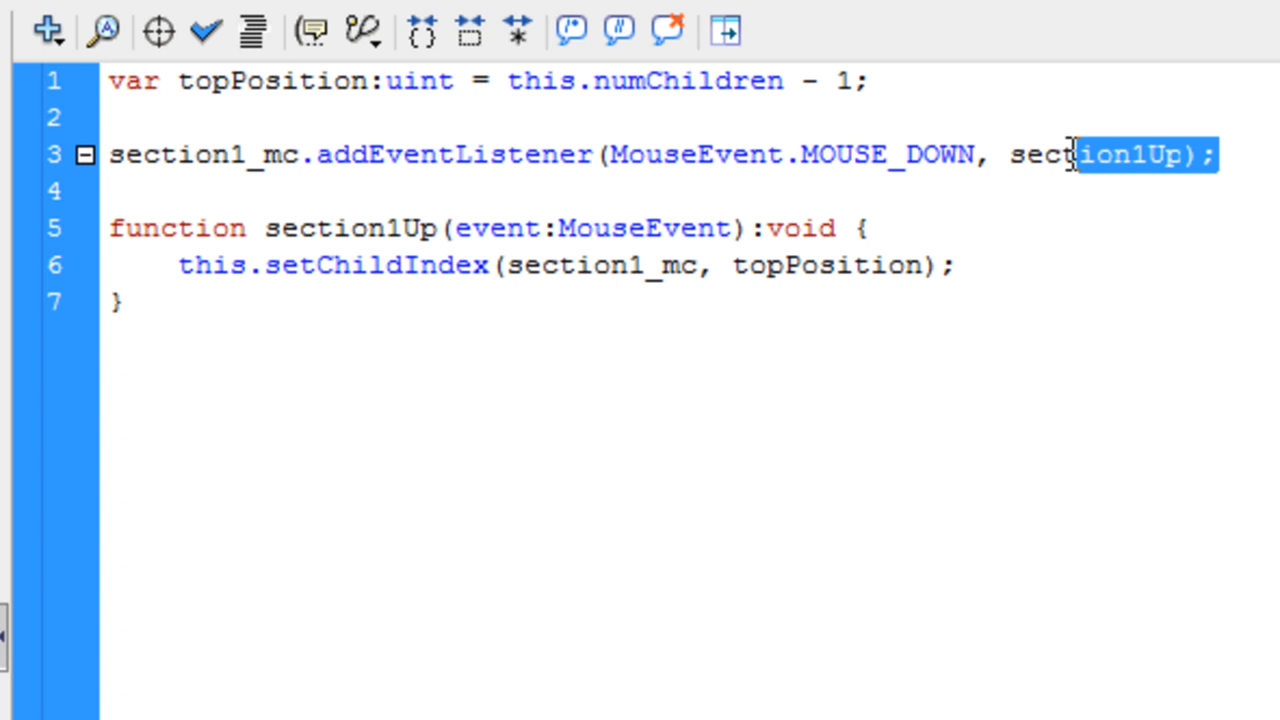 1 var topPosition:uint = this.numChildren - 1;
2
3 section1_mc.addEventListener(MouseEvent.MOUSE_DOWN, section1Up);
4
5 function section1Up(event:MouseEvent):void {
6 this.setChildIndex(section1_mc, topPosition);
7 }